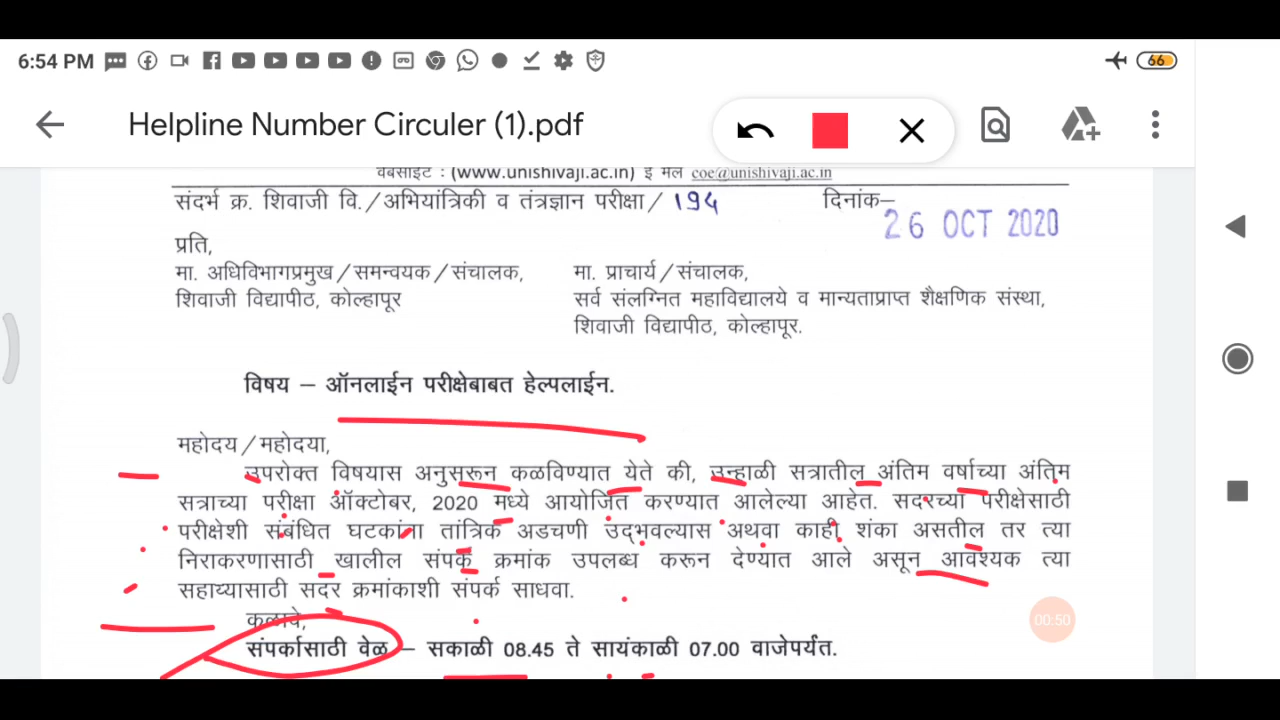 6:54 PM
66
Helpline Number Circuler (1).pdf
वेबसाईट : (www.unishivaji.ac.in) इ मेल coe@unishivaji.ac.in
संदर्भ क्र. शिवाजी वि./अभियांत्रिकी व तंत्रज्ञान परीक्षा/ 194
दिनांक–
26 OCT 2020
प्रति,
मा. अधिविभागप्रमुख/समन्वयक/संचालक,
शिवाजी विद्यापीठ, कोल्हापूर
मा. प्राचार्य/संचालक,
सर्व संलग्नित महाविद्यालये व मान्यताप्राप्त शैक्षणिक संस्था,
शिवाजी विद्यापीठ, कोल्हापूर.
विषय – ऑनलाईन परीक्षेबाबत हेल्पलाईन.
महोदय/महोदया,
उपरोक्त विषयास अनुसरून कळविण्यात येते की, उन्हाळी सत्रातील अंतिम वर्षाच्या अंतिम
सत्राच्या परीक्षा ऑक्टोबर, 2020 मध्ये आयोजित करण्यात आलेल्या आहेत. सदरच्या परीक्षेसाठी
परीक्षेशी संबंधित घटकांना तांत्रिक अडचणी उद्भवल्यास अथवा काही शंका असतील तर त्या
निराकरणासाठी खालील संपर्क क्रमांक उपलब्ध करून देण्यात आले असून आवश्यक त्या
सहाय्यासाठी सदर क्रमांकाशी संपर्क साधवा.
कळावे,
संपर्कासाठी वेळ – सकाळी 08.45 ते सायंकाळी 07.00 वाजेपर्यंत.
00:50